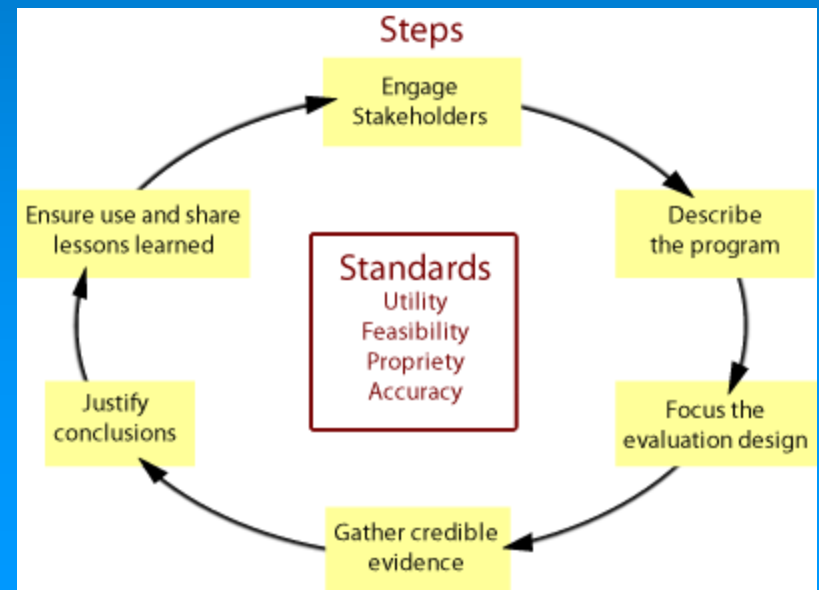 Steps
Engage
Stakeholders
Describe
the program
Focus the
evaluation design
Gather credible
evidence
Justify
conclusions
Ensure use and share
lessons learned
Standards
Utility
Feasibility
Propriety
Accuracy